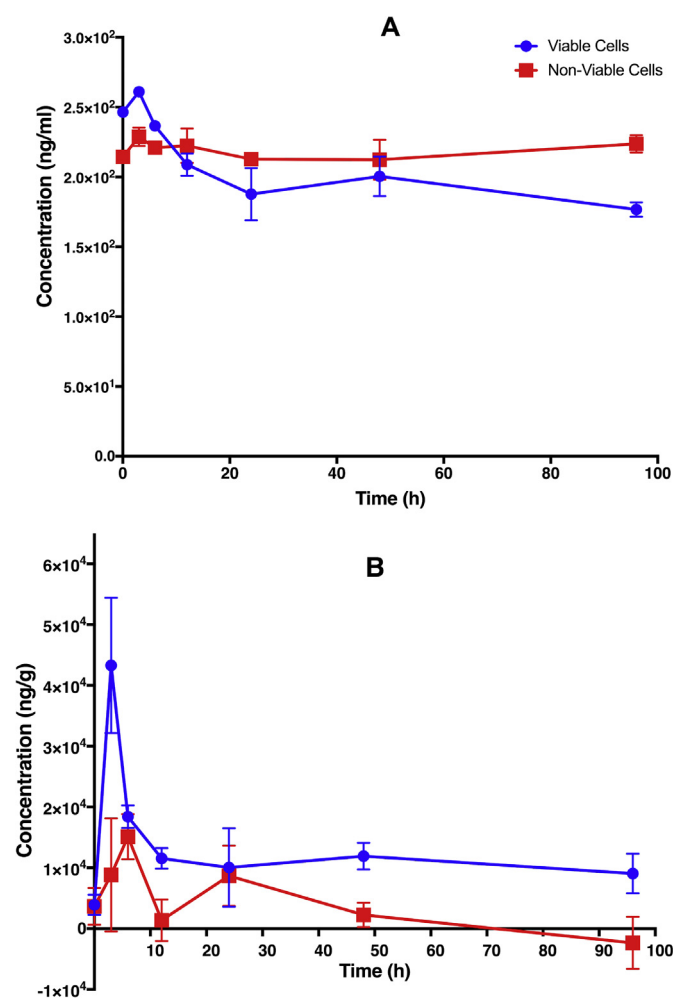 A
3.0×10²
Viable Cells
Non-Viable Cells
2.5×10²
2.0×10²
1.5×10²
1.0×10²
5.0×10¹
0.0
Concentration (ng/ml)
0 20 40 60 80 100
Time (h)
B
6×10⁴
5×10⁴
4×10⁴
3×10⁴
2×10⁴
1×10⁴
0
-1×10⁴
Concentration (ng/g)
10 20 30 40 50 60 70 80 90 100
Time (h)